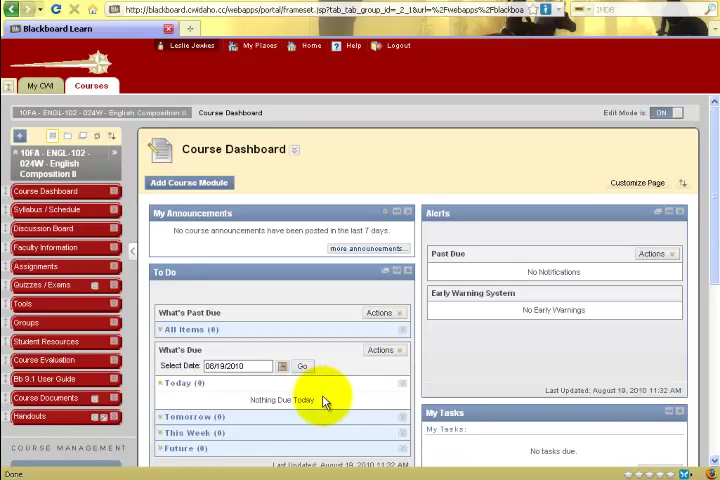 http://blackboard.cwidaho.cc/webapps/portal/frameset.jsp?tab_tab_group_id=_2_1&url=%2Fwebapps%2Fblackboa
IMDB
Blackboard Learn
Leslie Jewkes
My Places
Home
Help
Logout
My CWI
Courses
10FA - ENGL-102 - 024W - English Composition II
Course Dashboard
Edit Mode is:
ON
10FA - ENGL-102 -
024W - English
Composition II
Course Dashboard
Syllabus / Schedule
Discussion Board
Faculty Information
Assignments
Quizzes / Exams
Tools
Groups
Student Resources
Course Evaluation
Bb 9.1 User Guide
Course Documents
Handouts
COURSE MANAGEMENT
Course Dashboard
Add Course Module
Customize Page
My Announcements
No course announcements have been posted in the last 7 days.
more announcements...
To Do
What's Past Due
Actions
All Items (0)
What's Due
Actions
Select Date:
08/19/2010
Go
Today (0)
Nothing Due Today
Tomorrow (0)
This Week (0)
Future (0)
Last Updated: August 19, 2010 11:32 AM
Alerts
Past Due
Actions
No Notifications
Early Warning System
No Early Warnings
Last Updated: August 19, 2010 11:32 AM
My Tasks
My Tasks:
No tasks due.
Done